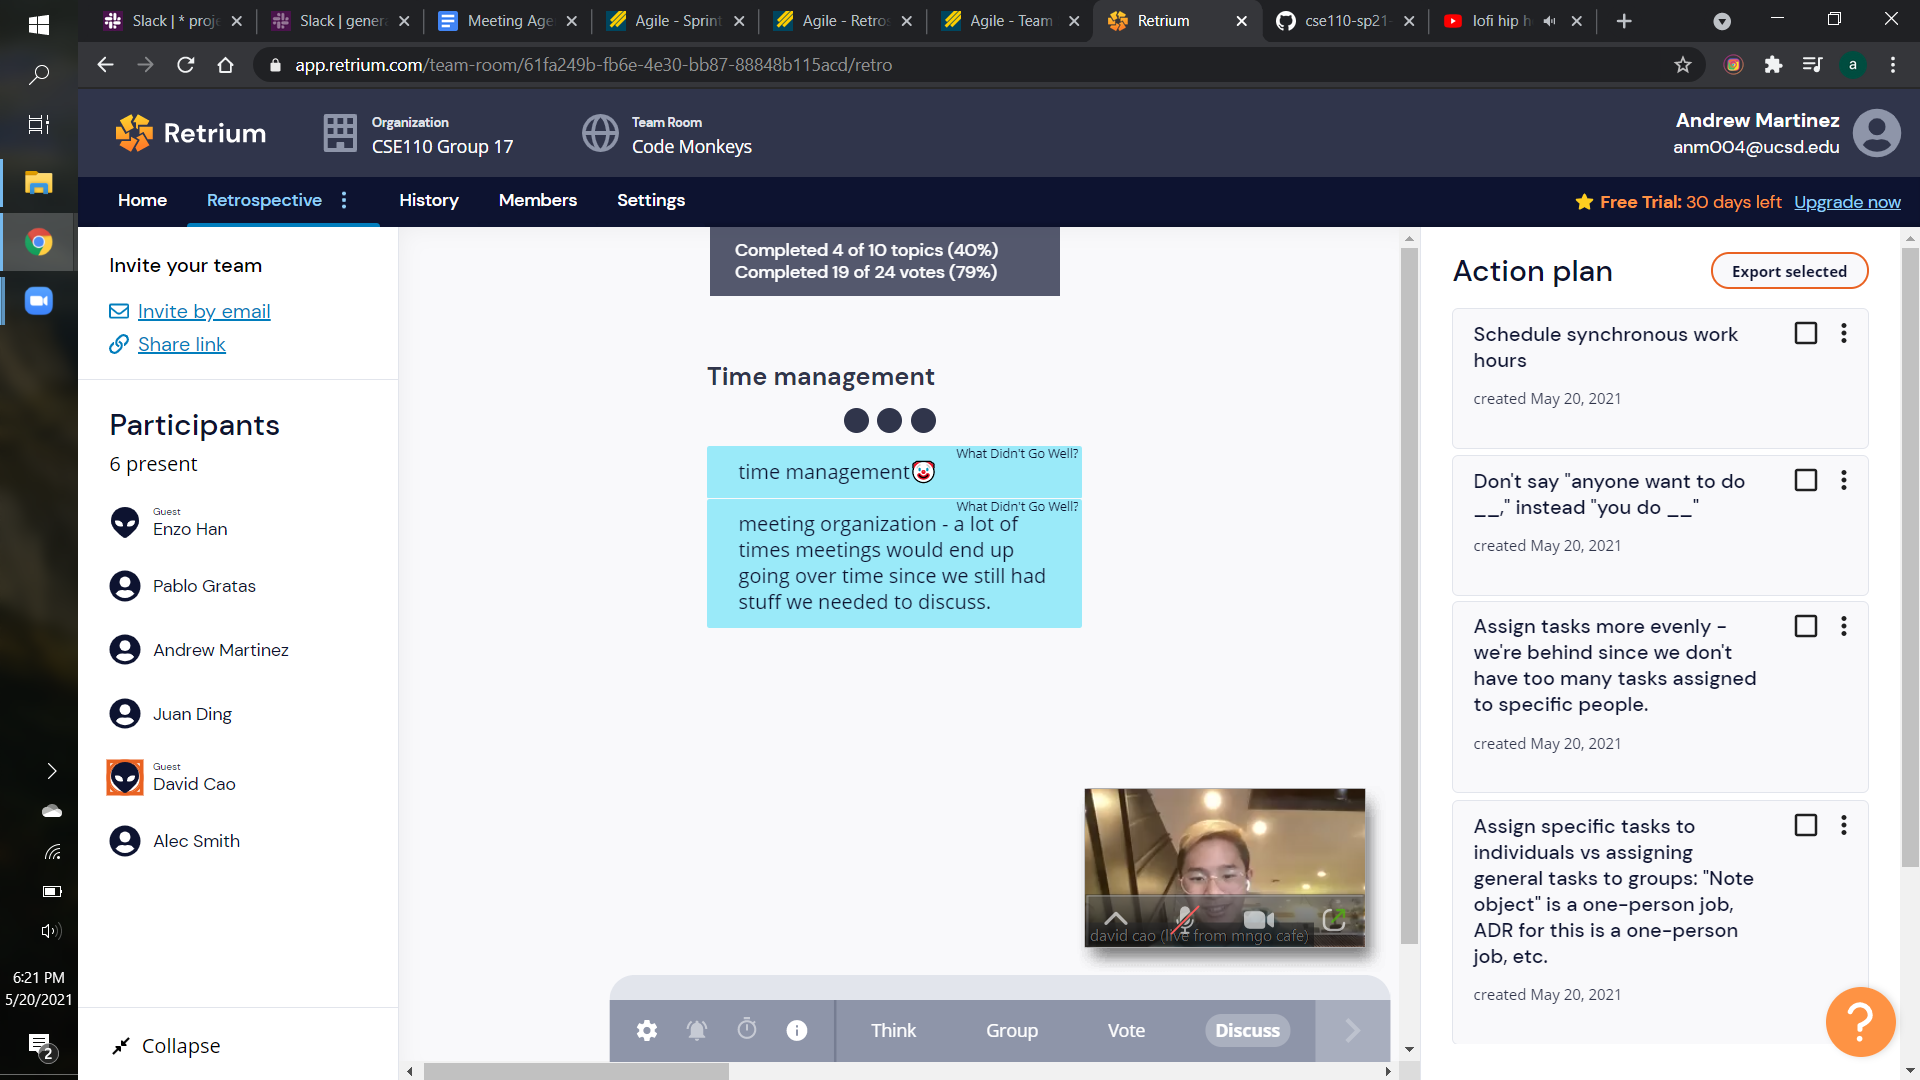 Slack | * proje
Slack | gener
Meeting Age
Agile - Sprint
Agile - Retros
Agile - Team
Retrium
cse110-sp21-
lofi hip h
app.retrium.com/team-room/61fa249b-fb6e-4e30-bb87-88848b115acd/retro
a
Retrium
Organization
CSE110 Group 17
Team Room
Code Monkeys
Andrew Martinez
anm004@ucsd.edu
Home
Retrospective
History
Members
Settings
Free Trial: 30 days left
Upgrade now
Invite your team
Invite by email
Share link
Participants
6 present
Guest
Enzo Han
Pablo Gratas
Andrew Martinez
Juan Ding
Guest
David Cao
Alec Smith
Collapse
Completed 4 of 10 topics (40%)
Completed 19 of 24 votes (79%)
Time management
What Didn't Go Well?
time management🤡
What Didn't Go Well?
meeting organization - a lot of
times meetings would end up
going over time since we still had
stuff we needed to discuss.
david cao (live from mngo cafe)
Think
Group
Vote
Discuss
Action plan
Export selected
Schedule synchronous work
hours
created May 20, 2021
Don't say "anyone want to do
__," instead "you do __"
created May 20, 2021
Assign tasks more evenly -
we're behind since we don't
have too many tasks assigned
to specific people.
created May 20, 2021
Assign specific tasks to
individuals vs assigning
general tasks to groups: "Note
object" is a one-person job,
ADR for this is a one-person
job, etc.
created May 20, 2021
?
6:21 PM
5/20/2021
2